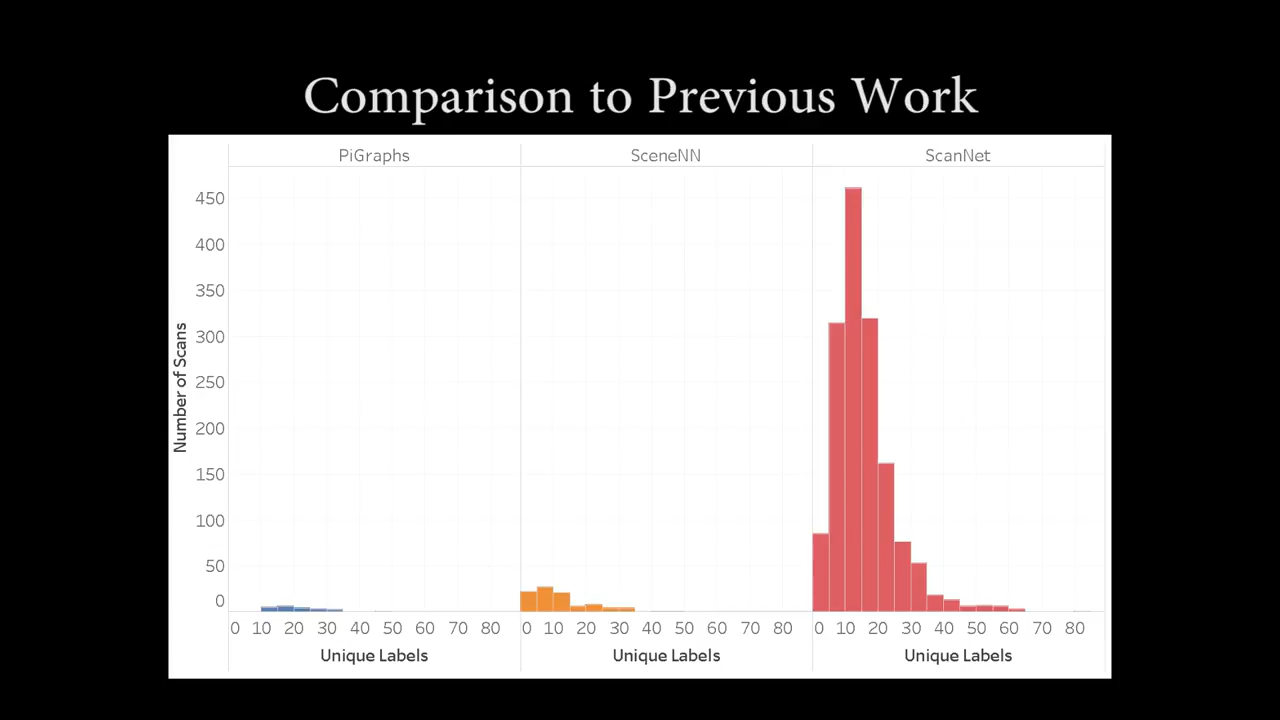 Comparison to Previous Work
PiGraphs SceneNN ScanNet
450
400
350
300
250
200
150
100
50
0
Number of Scans
0 10 20 30 40 50 60 70 80 0 10 20 30 40 50 60 70 80 0 10 20 30 40 50 60 70 80
Unique Labels Unique Labels Unique Labels